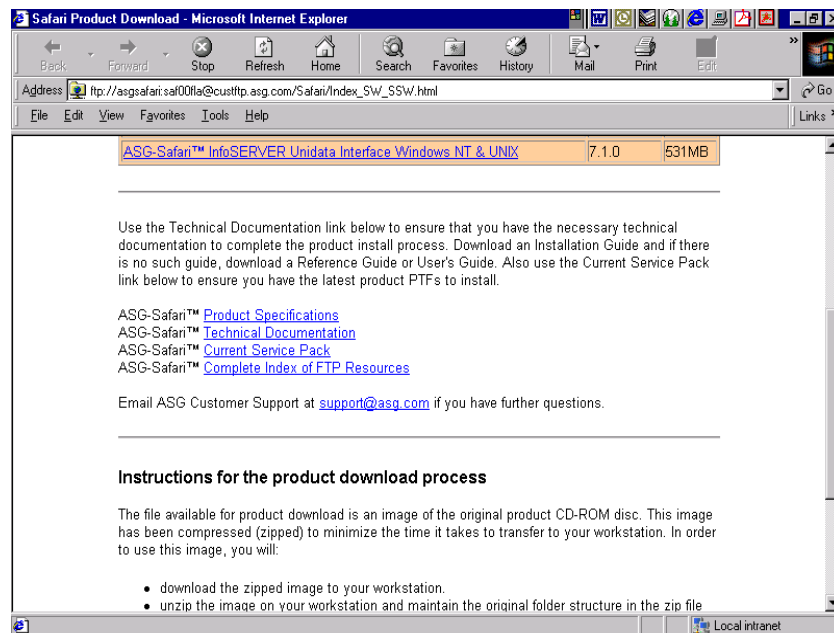 Safari Product Download - Microsoft Internet Explorer
Back Forward Stop Refresh Home Search Favorites History Mail Print Edit »
Address ftp://asgsafari:saf00fla@custftp.asg.com/Safari/Index_SW_SSW.html Go
File Edit View Favorites Tools Help Links »
ASG-Safari™ InfoSERVER Unidata Interface Windows NT & UNIX 7.1.0 531MB
Use the Technical Documentation link below to ensure that you have the necessary technical
documentation to complete the product install process. Download an Installation Guide and if there
is no such guide, download a Reference Guide or User's Guide. Also use the Current Service Pack
link below to ensure you have the latest product PTFs to install.
ASG-Safari™ Product Specifications
ASG-Safari™ Technical Documentation
ASG-Safari™ Current Service Pack
ASG-Safari™ Complete Index of FTP Resources
Email ASG Customer Support at support@asg.com if you have further questions.
Instructions for the product download process
The file available for product download is an image of the original product CD-ROM disc. This image
has been compressed (zipped) to minimize the time it takes to transfer to your workstation. In order
to use this image, you will:
• download the zipped image to your workstation.
• unzip the image on your workstation and maintain the original folder structure in the zip file
Local intranet